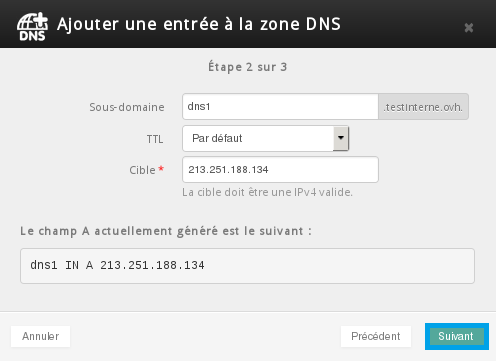 DNS
Ajouter une entrée à la zone DNS
Étape 2 sur 3
Sous-domaine dns1 .testinterne.ovh.
TTL Par défaut
Cible * 213.251.188.134
La cible doit être une IPv4 valide.
Le champ A actuellement généré est le suivant :
dns1 IN A 213.251.188.134
Annuler Précédent Suivant